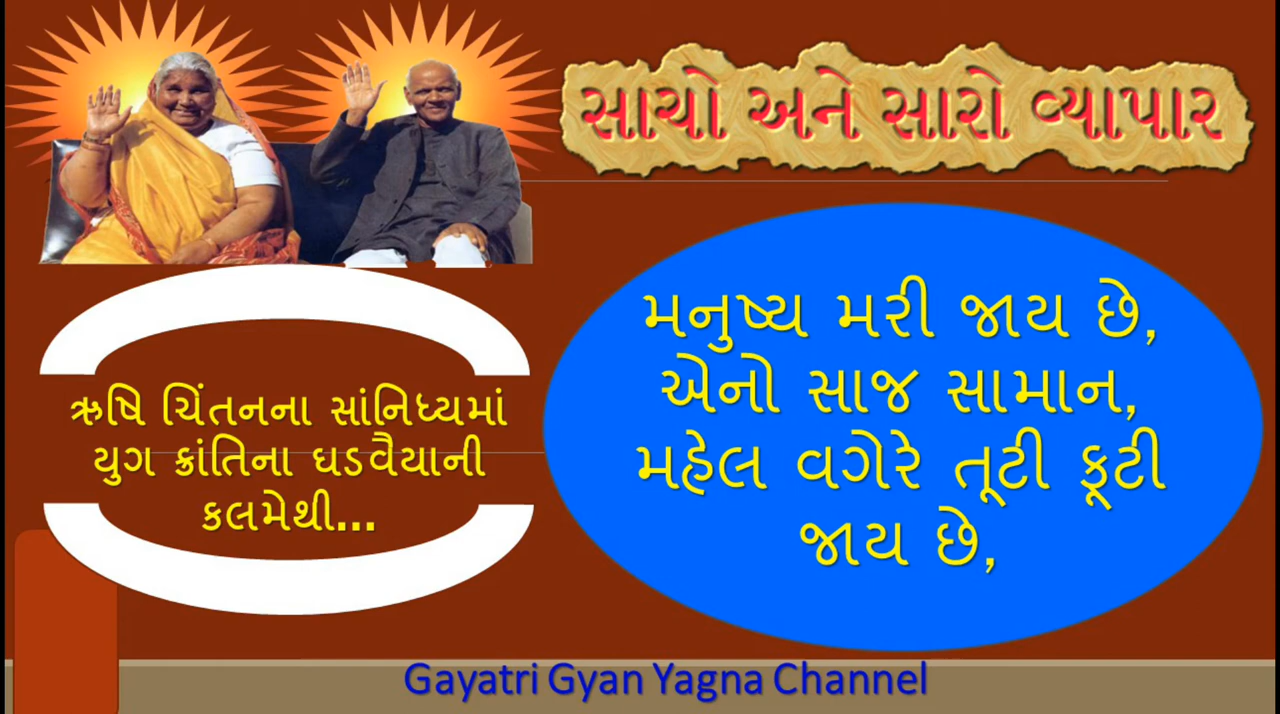 સાચો અને સારો વ્યાપાર
ઋષિ ચિંતનના સાંનિધ્યમાં
યુગ ક્રાંતિના ઘડવૈયાની
કલમેથી...
મનુષ્ય મરી જાય છે,
એનો સાજ સામાન,
મહેલ વગેરે તૂટી ફૂટી
જાય છે,
Gayatri Gyan Yagna Channel